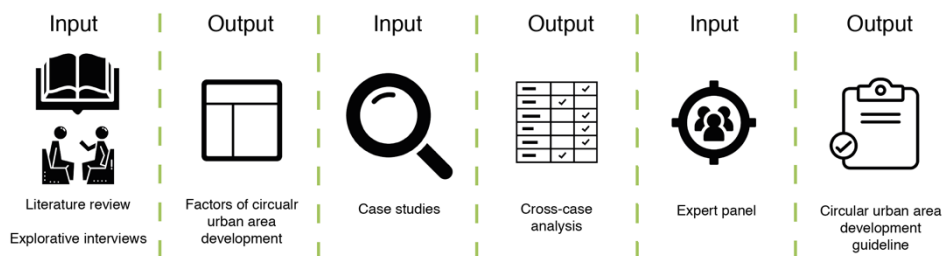 Input
Output
Input
Output
Input
Output
Literature review
Explorative interviews
Factors of circualr
urban area
development
Case studies
Cross-case
analysis
Expert panel
Circular urban area
development
guideline